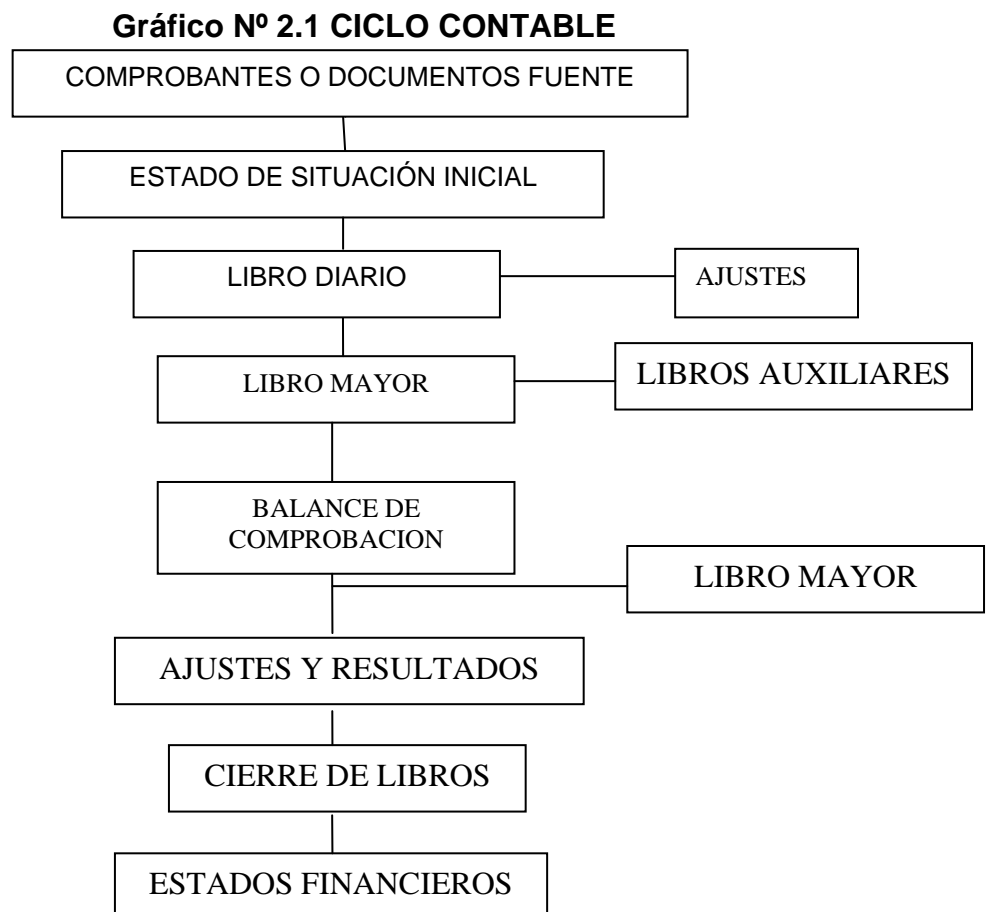 Gráfico Nº 2.1 CICLO CONTABLE
COMPROBANTES O DOCUMENTOS FUENTE
ESTADO DE SITUACIÓN INICIAL
LIBRO DIARIO
AJUSTES
LIBRO MAYOR
LIBROS AUXILIARES
BALANCE DE
COMPROBACION
LIBRO MAYOR
AJUSTES Y RESULTADOS
CIERRE DE LIBROS
ESTADOS FINANCIEROS